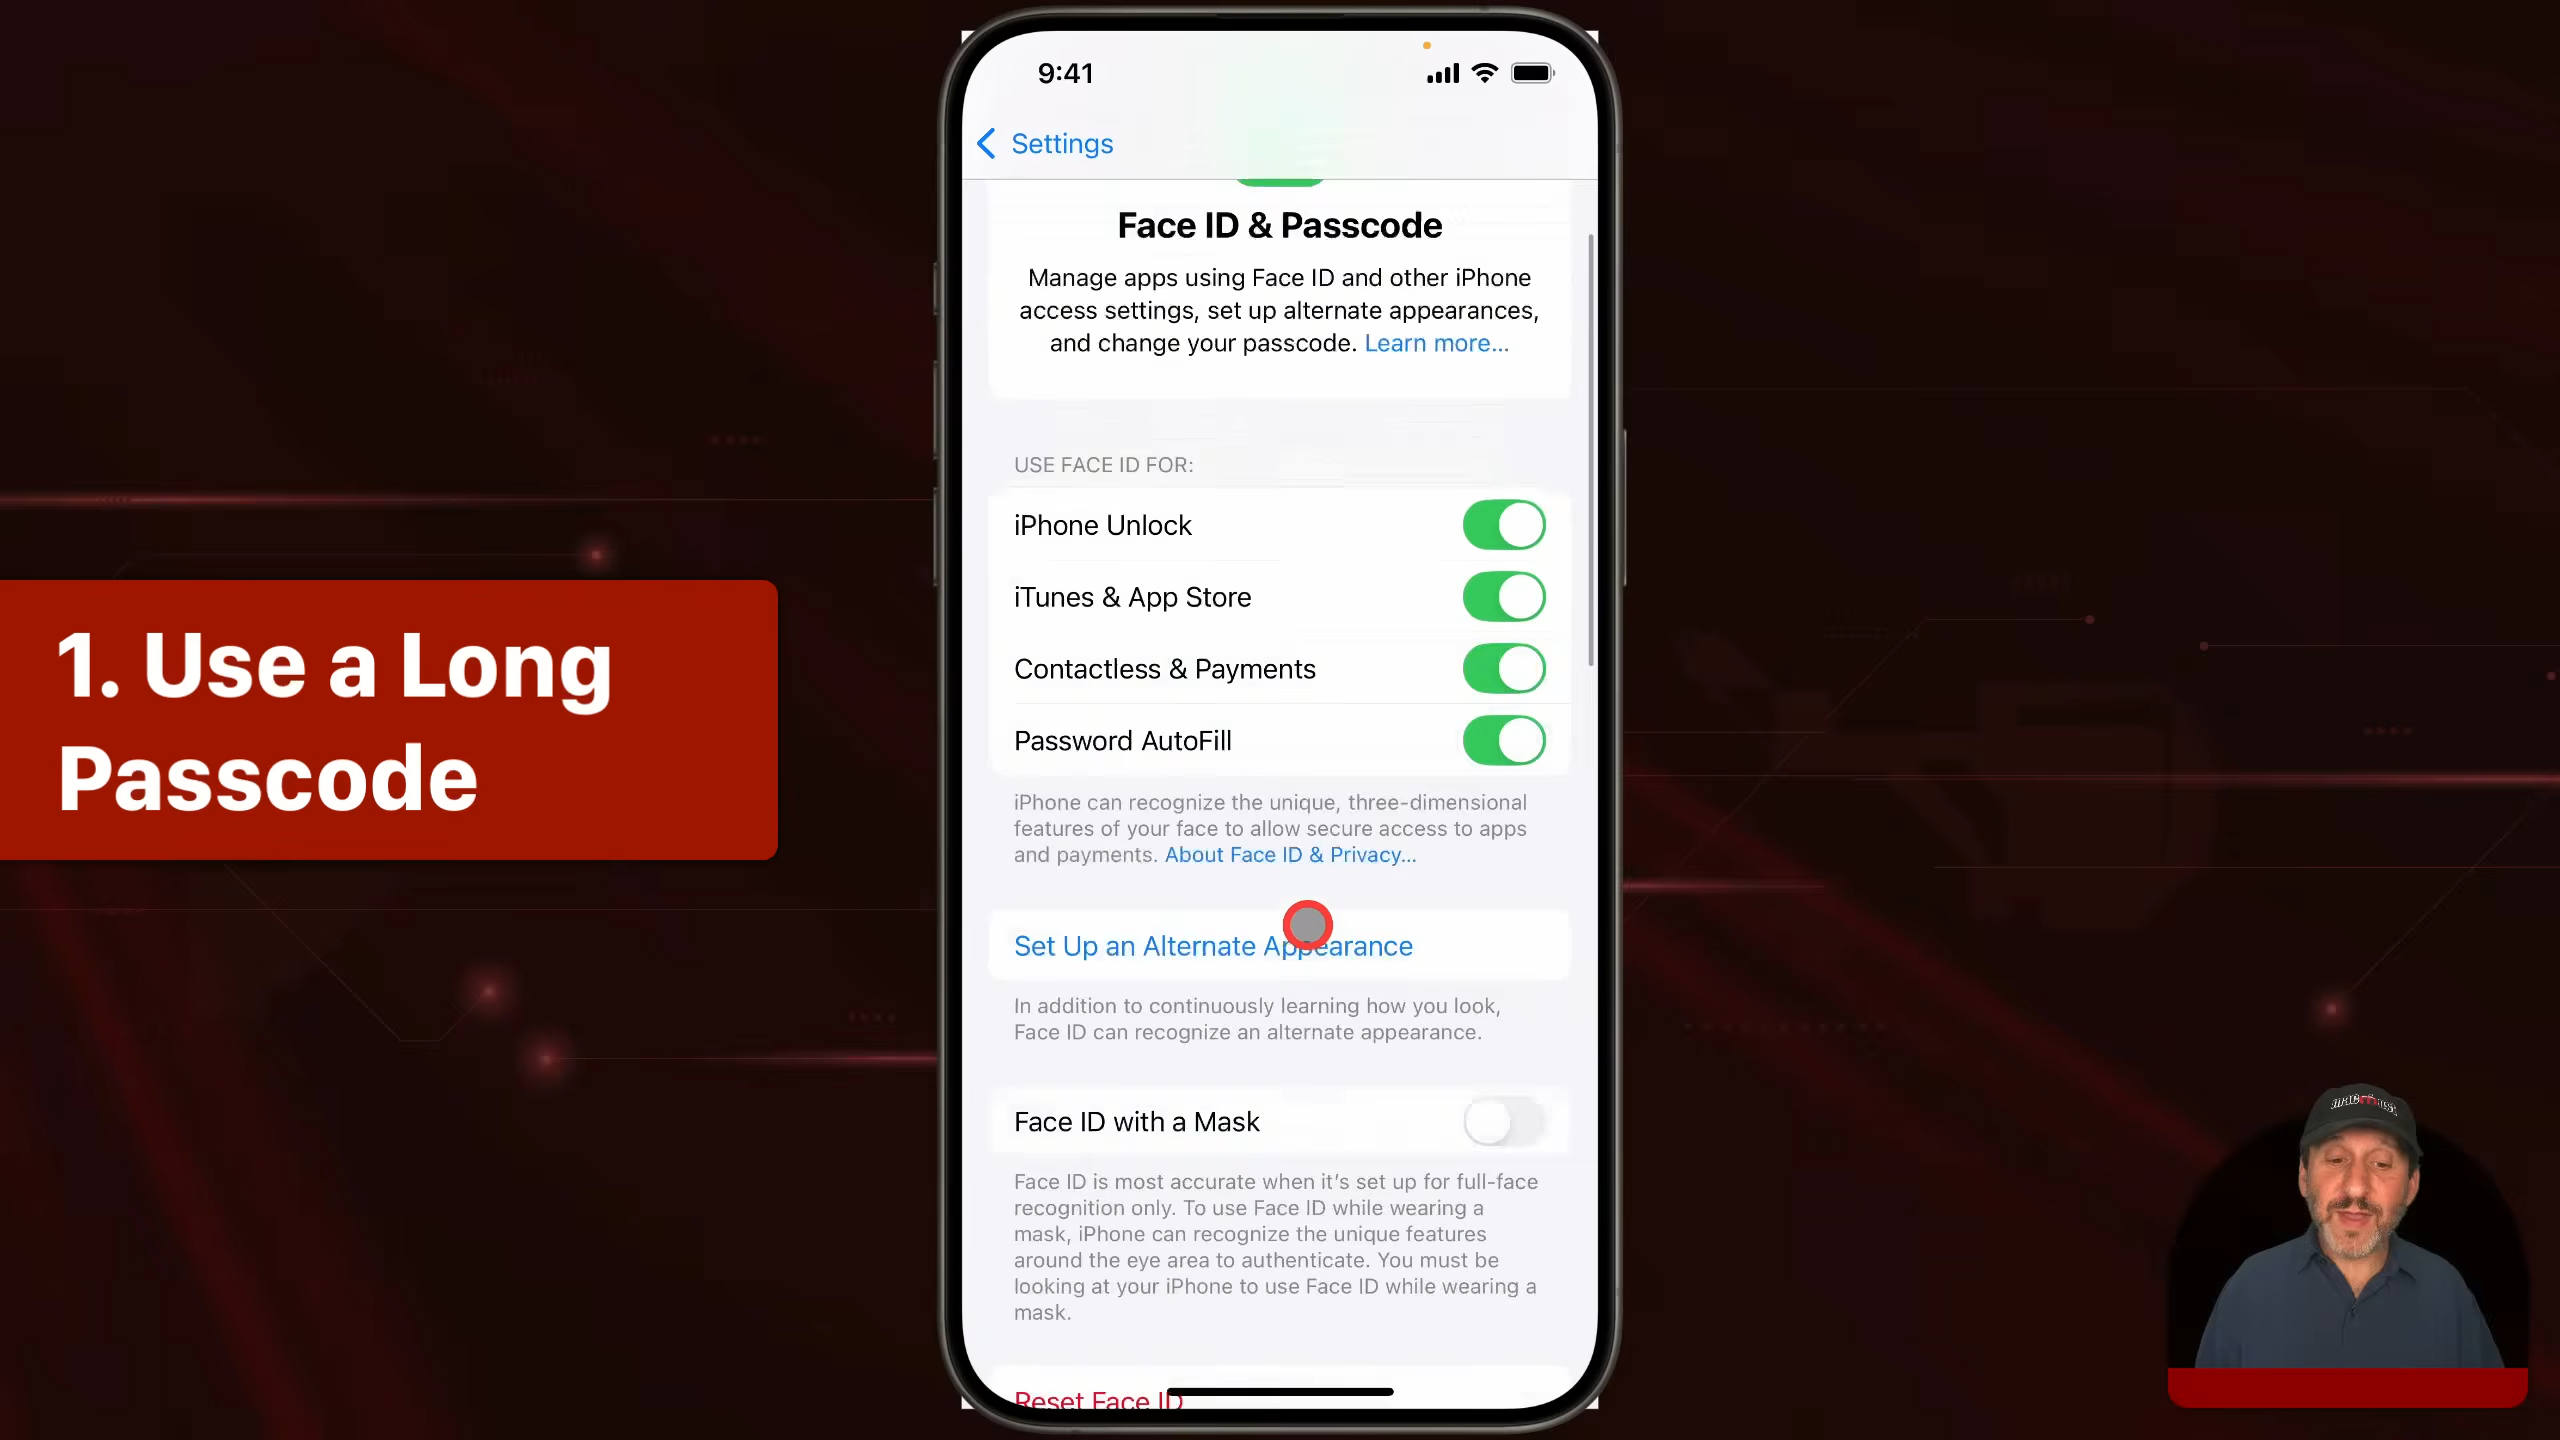 9:41
Settings
Face ID & Passcode
Manage apps using Face ID and other iPhone
access settings, set up alternate appearances,
and change your passcode. Learn more...
USE FACE ID FOR:
iPhone Unlock
iTunes & App Store
Contactless & Payments
Password AutoFill
iPhone can recognize the unique, three-dimensional
features of your face to allow secure access to apps
and payments. About Face ID & Privacy...
Set Up an Alternate Appearance
In addition to continuously learning how you look,
Face ID can recognize an alternate appearance.
Face ID with a Mask
Face ID is most accurate when it’s set up for full-face
recognition only. To use Face ID while wearing a
mask, iPhone can recognize the unique features
around the eye area to authenticate. You must be
looking at your iPhone to use Face ID while wearing a
mask.
Reset Face ID
1. Use a Long
Passcode